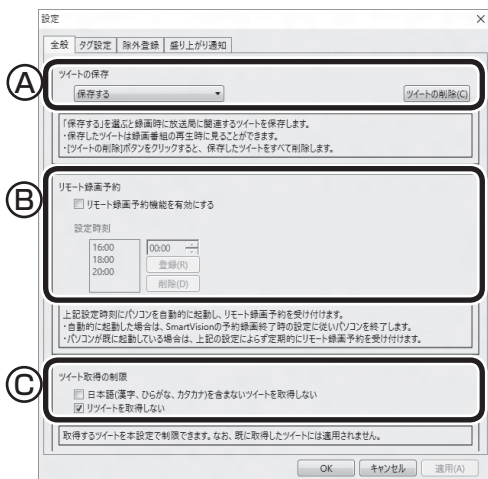 設定
全般 タグ設定 除外登録 盛り上がり通知
Ⓐ
ツイートの保存
保存する ツイートの削除(C)
「保存する」を選ぶと録画時に放送局に関連するツイートを保存します。
・保存したツイートは録画番組の再生時に見ることができます。
・[ツイートの削除]ボタンをクリックすると、保存したツイートをすべて削除します。
Ⓑ
リモート録画予約
リモート録画予約機能を有効にする
設定時刻
16:00 00:00
18:00 登録(R)
20:00 削除(D)
上記設定時刻にパソコンを自動的に起動し、リモート録画予約を受け付けます。
・自動的に起動した場合は、SmartVisionの予約録画終了時の設定に従いパソコンを終了します。
・パソコンが既に起動している場合は、上記の設定によらず定期的にリモート録画予約を受け付けます。
Ⓒ
ツイート取得の制限
日本語(漢字、ひらがな、カタカナ)を含まないツイートを取得しない
リツイートを取得しない
取得するツイートを本設定で制限できます。なお、既に取得したツイートには適用されません。
OK キャンセル 適用(A)